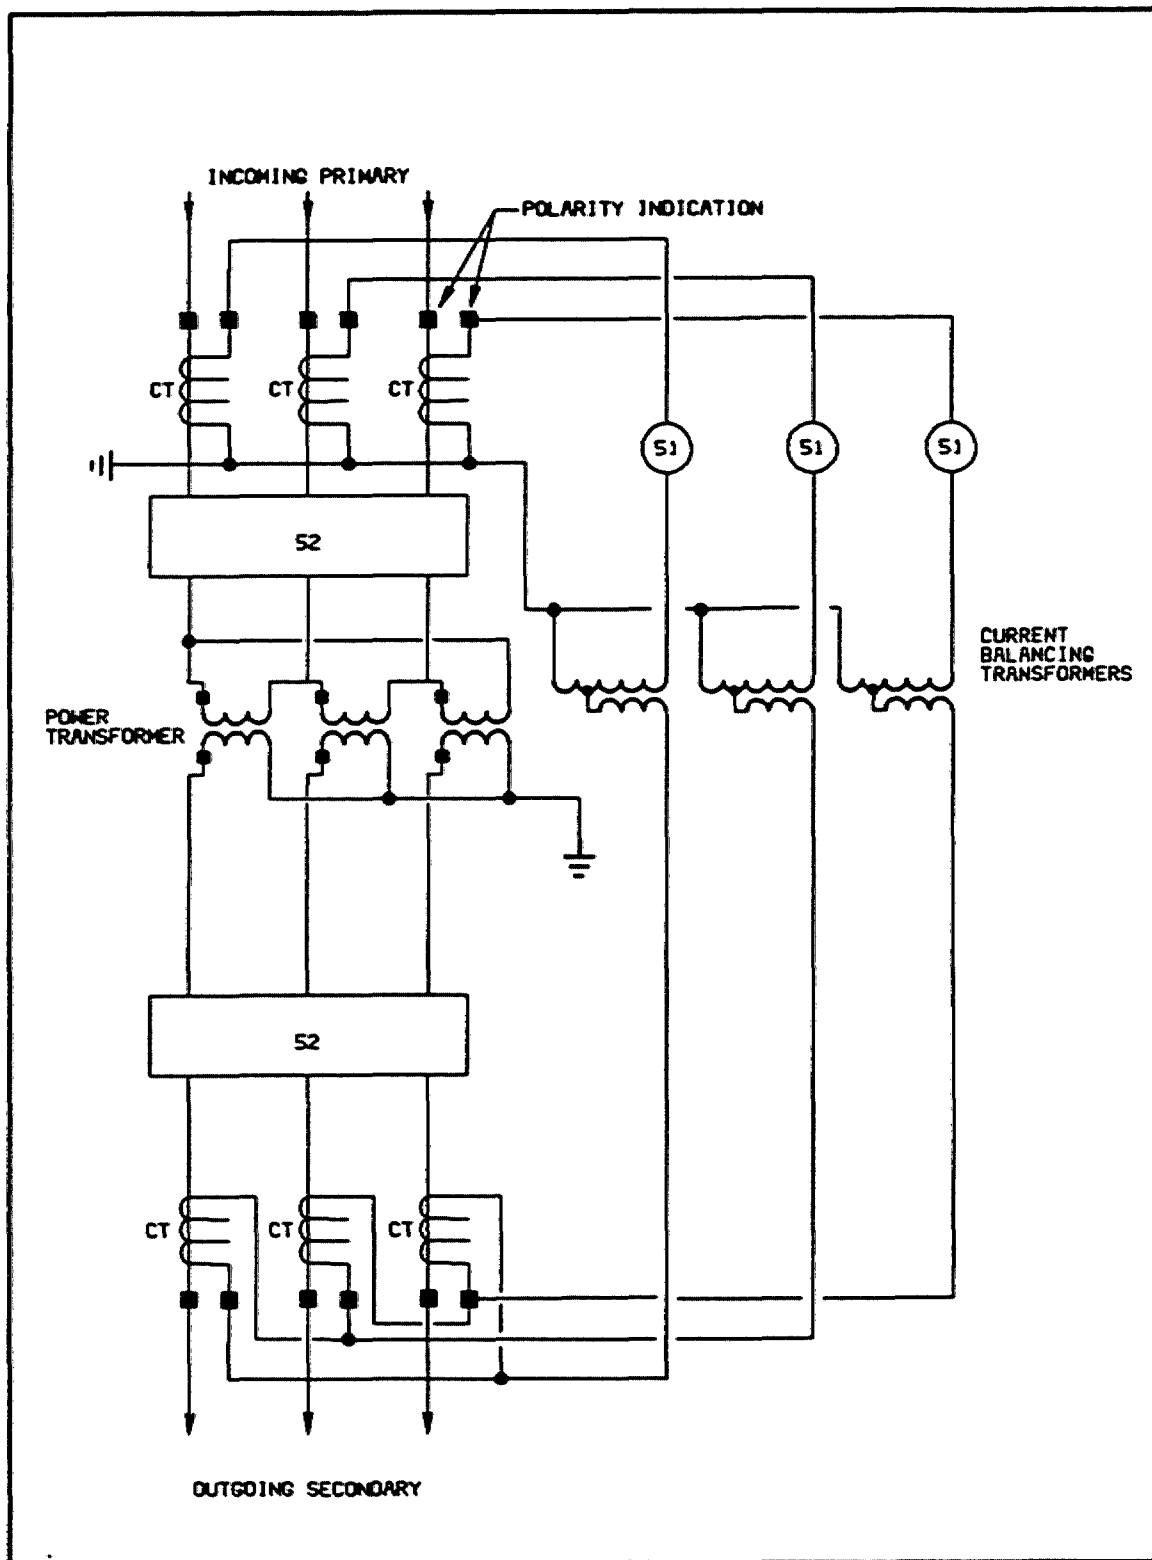 INCOMING PRIMARY
POLARITY INDICATION
CT
CT
CT
51
51
51
52
CURRENT
BALANCING
TRANSFORMERS
POWER
TRANSFORMER
52
CT
CT
CT
OUTGOING SECONDARY